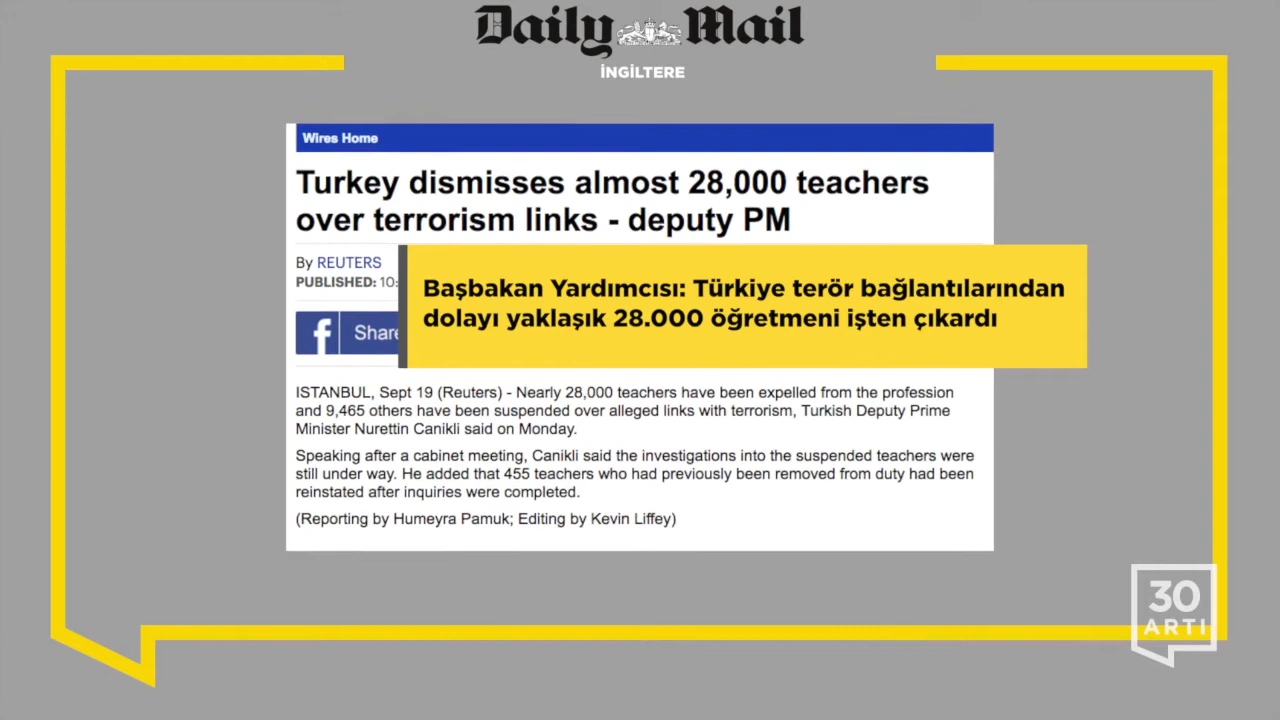 Daily Mail
İNGİLTERE
Wires Home
Turkey dismisses almost 28,000 teachers
over terrorism links - deputy PM
By REUTERS
PUBLISHED: 10:
f Share
Başbakan Yardımcısı: Türkiye terör bağlantılarından
dolayı yaklaşık 28.000 öğretmeni işten çıkardı
ISTANBUL, Sept 19 (Reuters) - Nearly 28,000 teachers have been expelled from the profession
and 9,465 others have been suspended over alleged links with terrorism, Turkish Deputy Prime
Minister Nurettin Canikli said on Monday.
Speaking after a cabinet meeting, Canikli said the investigations into the suspended teachers were
still under way. He added that 455 teachers who had previously been removed from duty had been
reinstated after inquiries were completed.
(Reporting by Humeyra Pamuk; Editing by Kevin Liffey)
30
ARTI